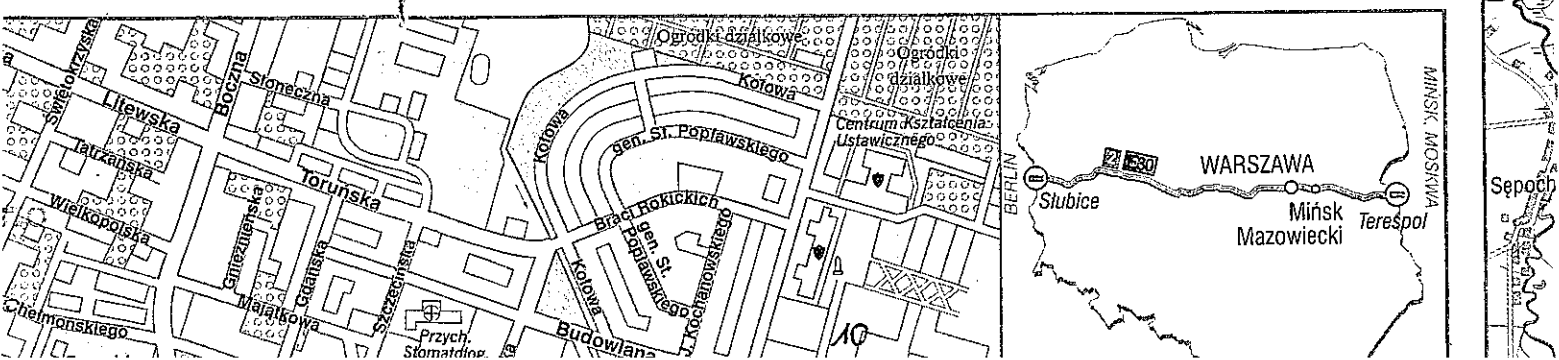 Świętokrzyska
Litewska
Boczna
Słoneczna
Tatrzańska
Toruńska
Wielkopolska
Gnieźnieńska
Gdańska
Szczecińska
Majątkowa
Chełmońskiego
Przych.
Stomatolog.
Ogródki działkowe
Ogródki
działkowe
Kołowa
Kołowa
gen. St. Popławskiego
Centrum Kształcenia
Ustawicznego
Braci Rokickich
gen. St.
Popławskiego
J. Kochanowskiego
Kołowa
Budowlana
10
BERLIN
Słubice
2 E30
WARSZAWA
Mińsk
Mazowiecki
Terespol
MIŃSK, MOSKWA
Sępoch